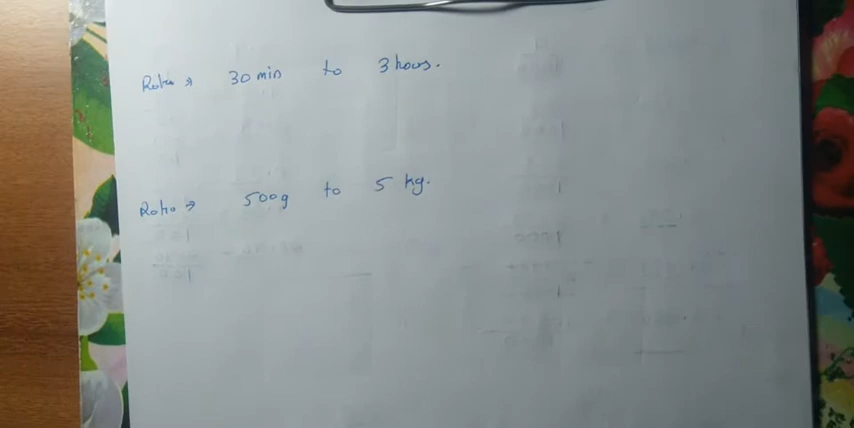 Ratio → 30 min to 3 hours.
Ratio → 500g to 5 kg.